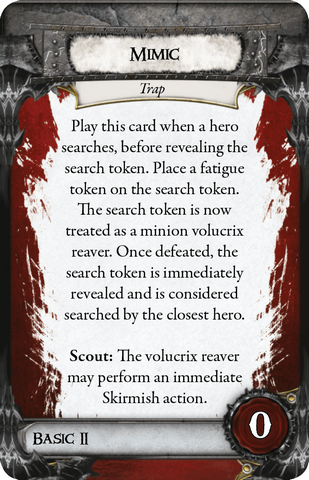 Mimic
Trap
Play this card when a hero
searches, before revealing the
search token. Place a fatigue
token on the search token.
The search token is now
treated as a minion volucrix
reaver. Once defeated, the
search token is immediately
revealed and is considered
searched by the closest hero.
Scout: The volucrix reaver
may perform an immediate
Skirmish action.
0
Basic II